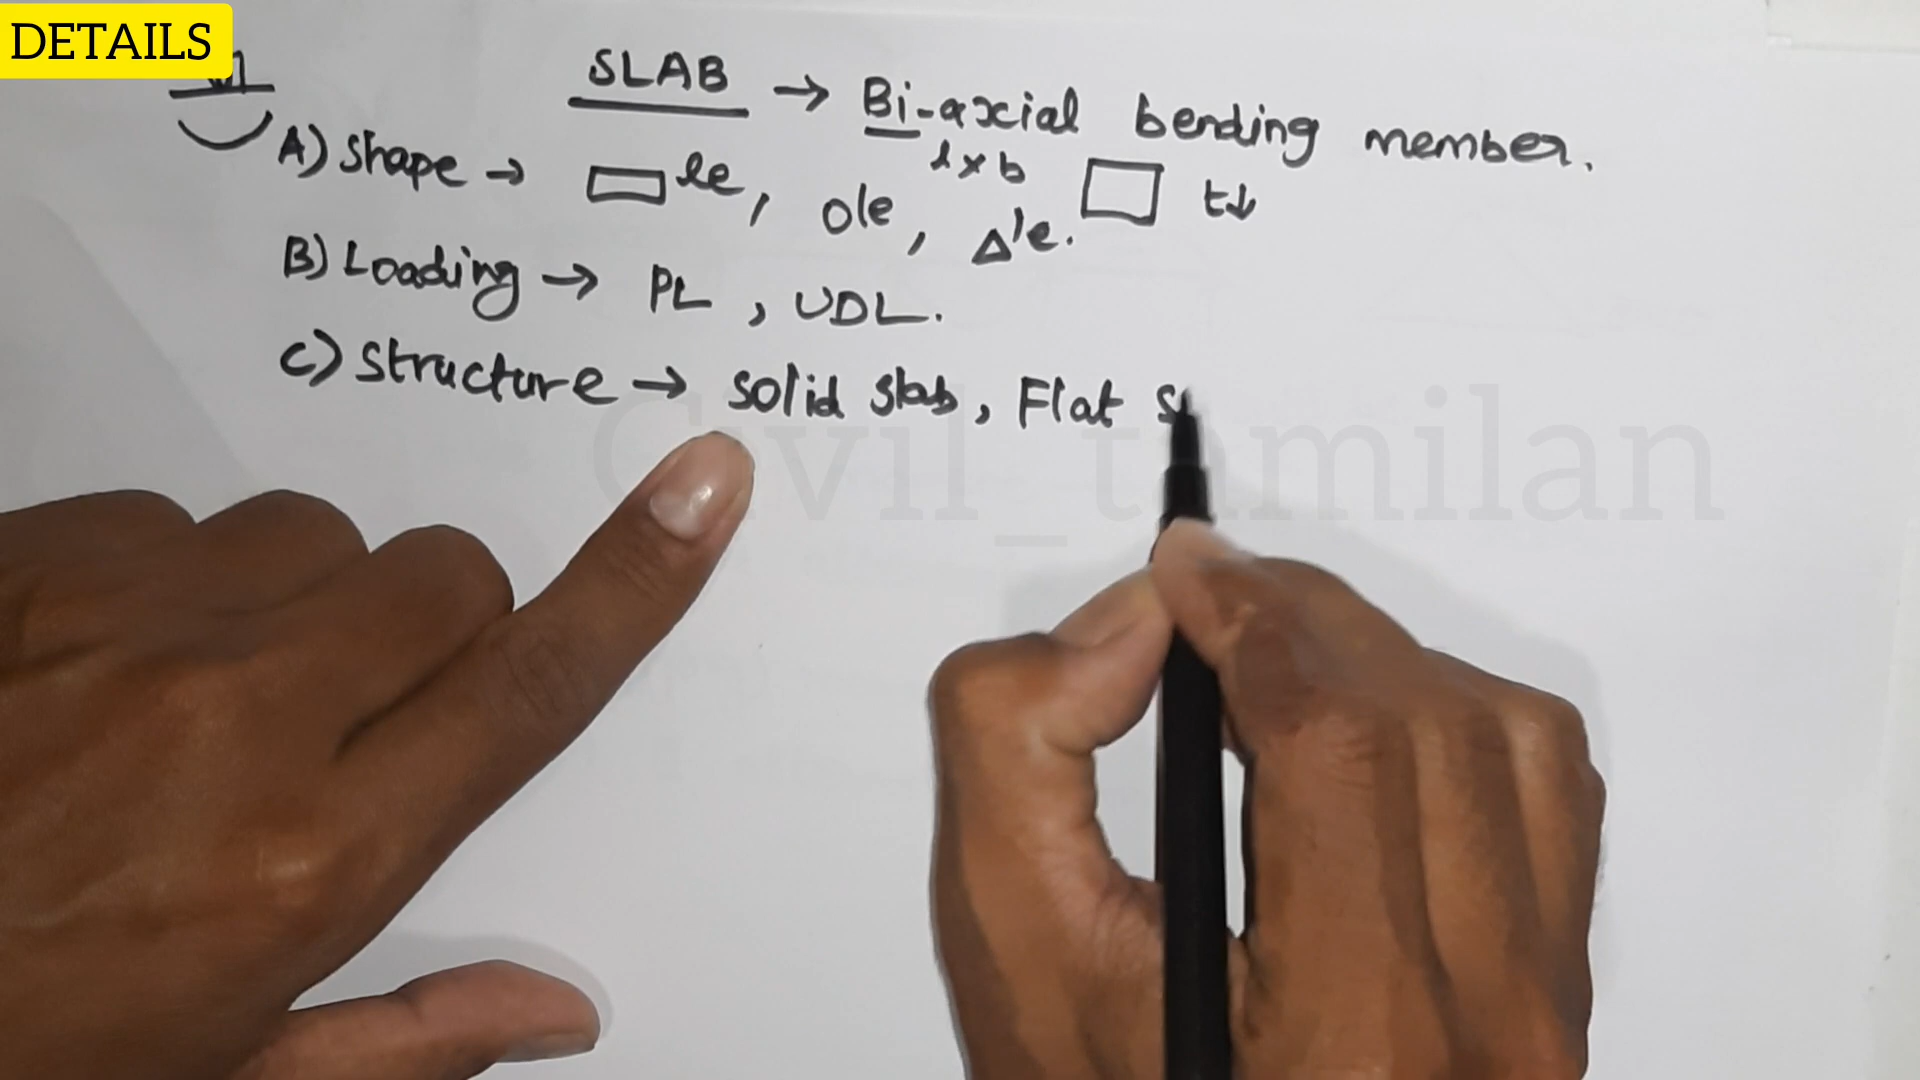 DETAILS
SLAB → Bi-axial bending member.
l x b t↓
A) Shape → ▭le, Ole, Δle.
B) Loading → PL, UDL.
C) Structure → solid slab, Flat s
Civil_tamilan